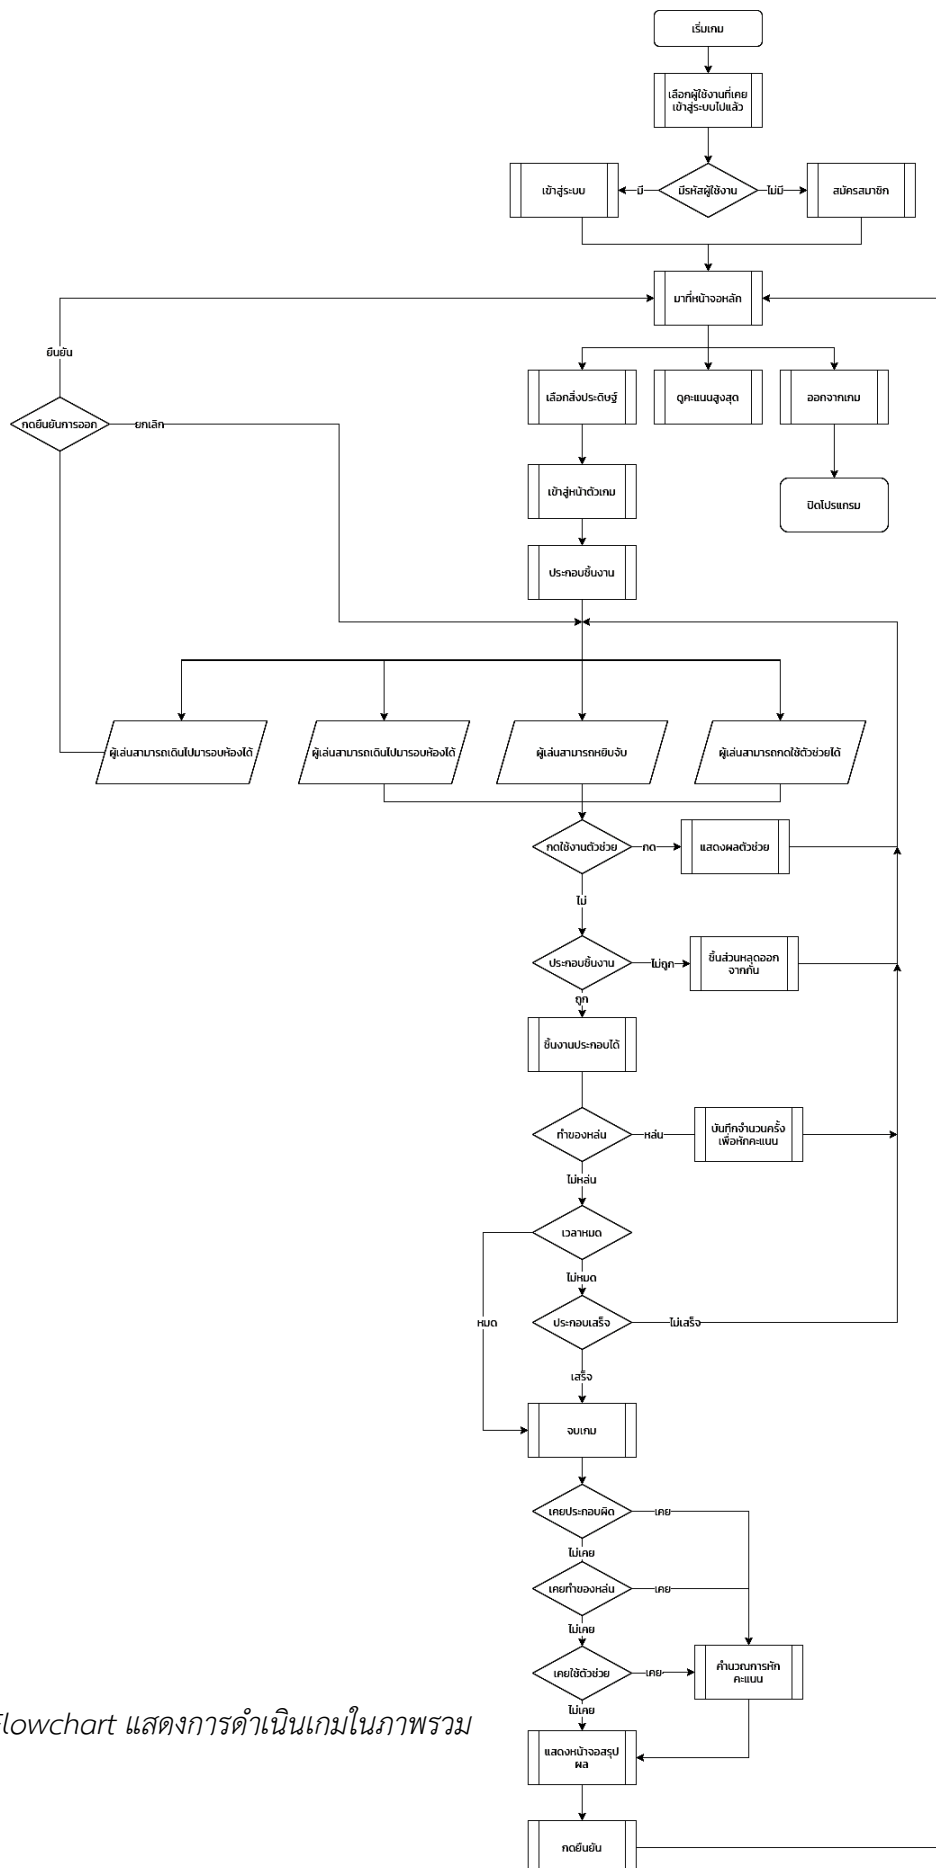 เริ่มเกม
เลือกผู้ใช้งานที่เคย
เข้าสู่ระบบไปแล้ว
เข้าสู่ระบบ
มี
มีรหัสผู้ใช้งาน
ไม่มี
สมัครสมาชิก
มาที่หน้าจอหลัก
ยืนยัน
เลือกสิ่งประดิษฐ์
ดูคะแนนสูงสุด
ออกจากเกม
กดยืนยันการออก
ยกเลิก
เข้าสู่หน้าตัวเกม
ปิดโปรแกรม
ประกอบชิ้นงาน
ผู้เล่นสามารถเดินไปมารอบห้องได้
ผู้เล่นสามารถเดินไปมารอบห้องได้
ผู้เล่นสามารถหยิบจับ
ผู้เล่นสามารถกดใช้ตัวช่วยได้
กดใช้งานตัวช่วย
กด
แสดงผลตัวช่วย
ไม่
ประกอบชิ้นงาน
ไม่ถูก
ชิ้นส่วนหลุดออก
จากกัน
ถูก
ชิ้นงานประกอบได้
ทำของหล่น
หล่น
บันทึกจำนวนครั้ง
เพื่อหักคะแนน
ไม่หล่น
เวลาหมด
ไม่หมด
หมด
ประกอบเสร็จ
ไม่เสร็จ
เสร็จ
จบเกม
เคยประกอบผิด
เคย
ไม่เคย
เคยทำของหล่น
เคย
ไม่เคย
เคยใช้ตัวช่วย
เคย
คำนวณการหัก
คะแนน
ไม่เคย
Flowchart แสดงการดำเนินเกมในภาพรวม
แสดงหน้าจอสรุป
ผล
กดยืนยัน